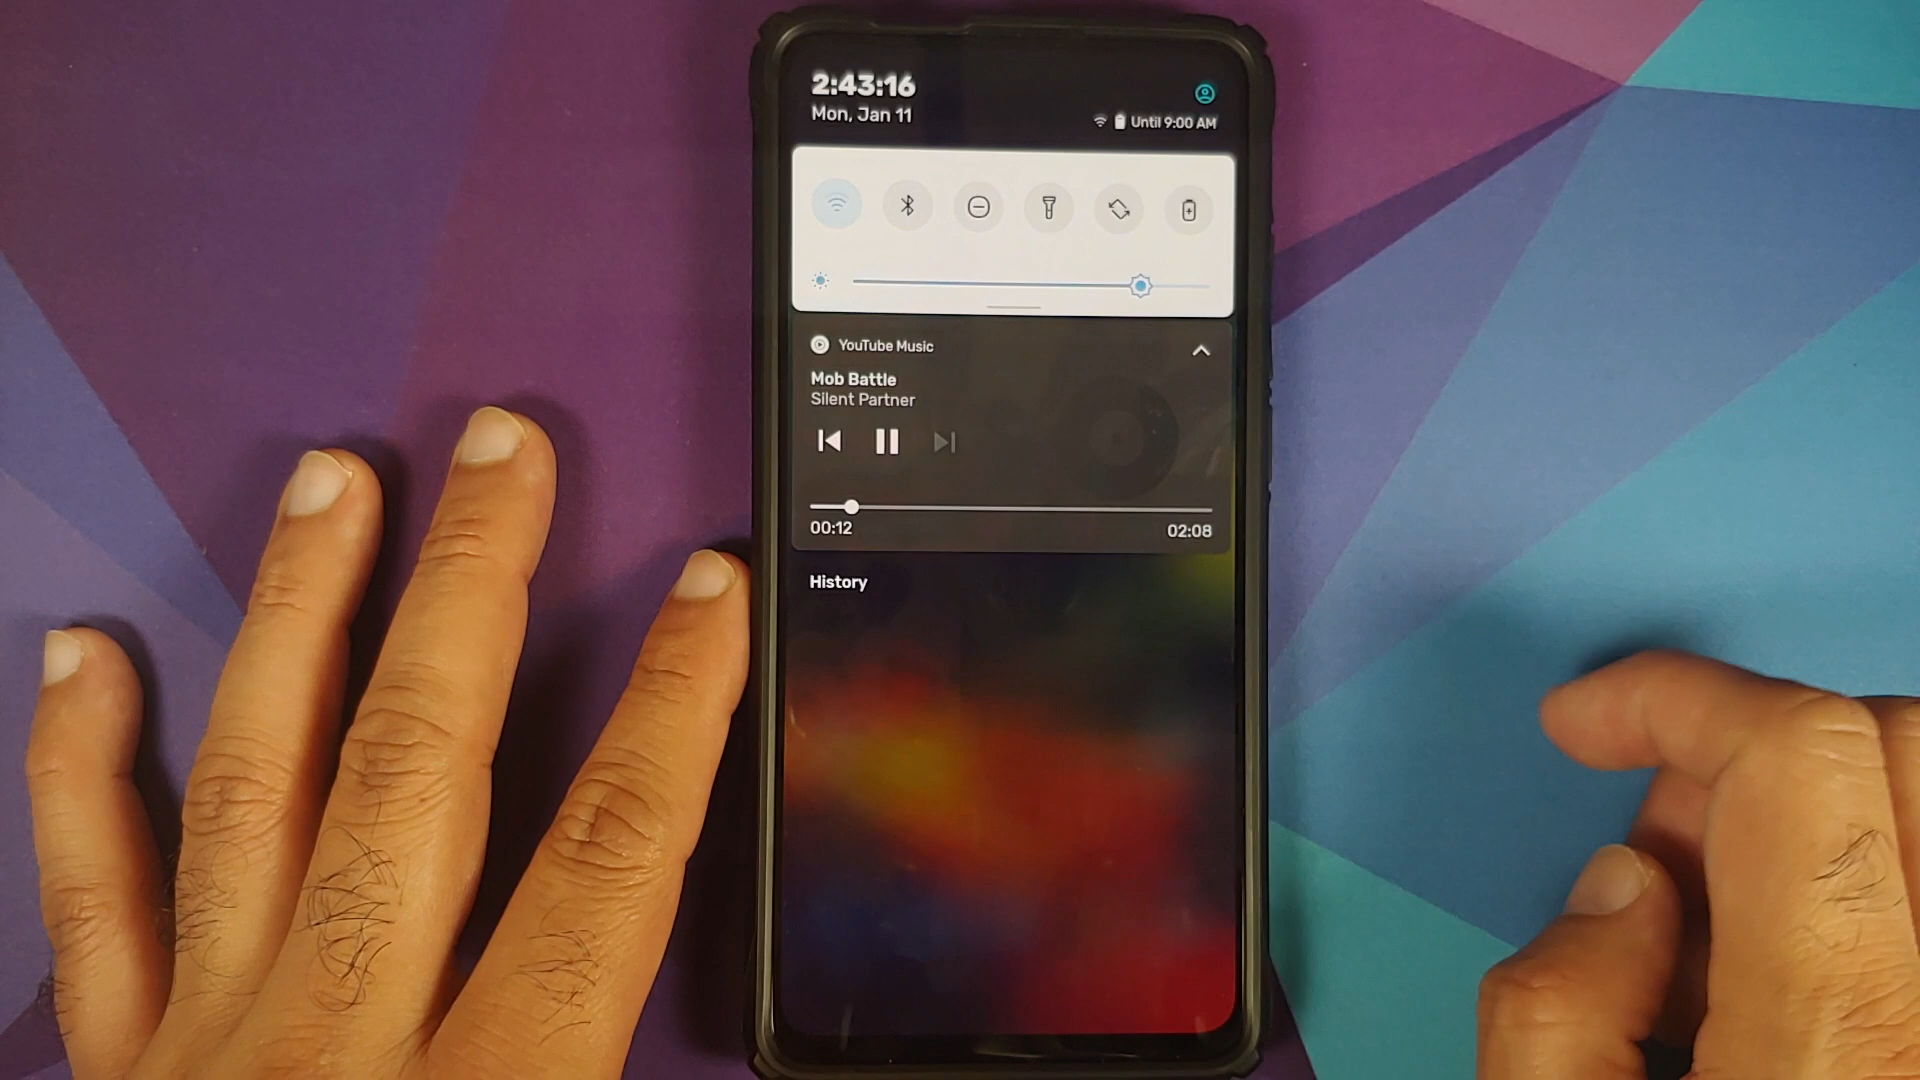 2:43:16
Mon, Jan 11
Until 9:00 AM
YouTube Music
Mob Battle
Silent Partner
00:12
02:08
History